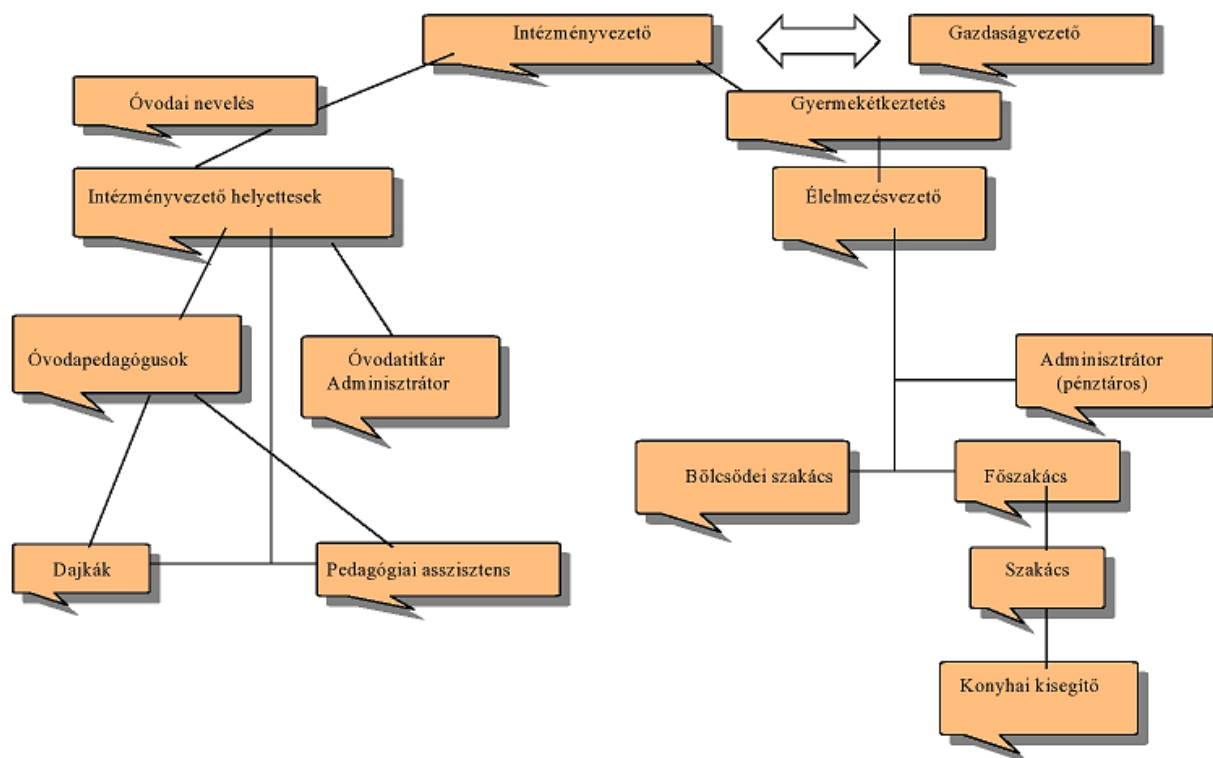 Intézményvezető
Gazdaságvezető
Óvodai nevelés
Gyermekétkeztetés
Intézményvezető helyettesek
Élelmezésvezető
Óvodapedagógusok
Óvodatitkár
Adminisztrátor
Adminisztrátor
(pénztáros)
Bölcsödei szakács
Főszakács
Dajkák
Pedagógiai asszisztens
Szakács
Konyhai kisegítő